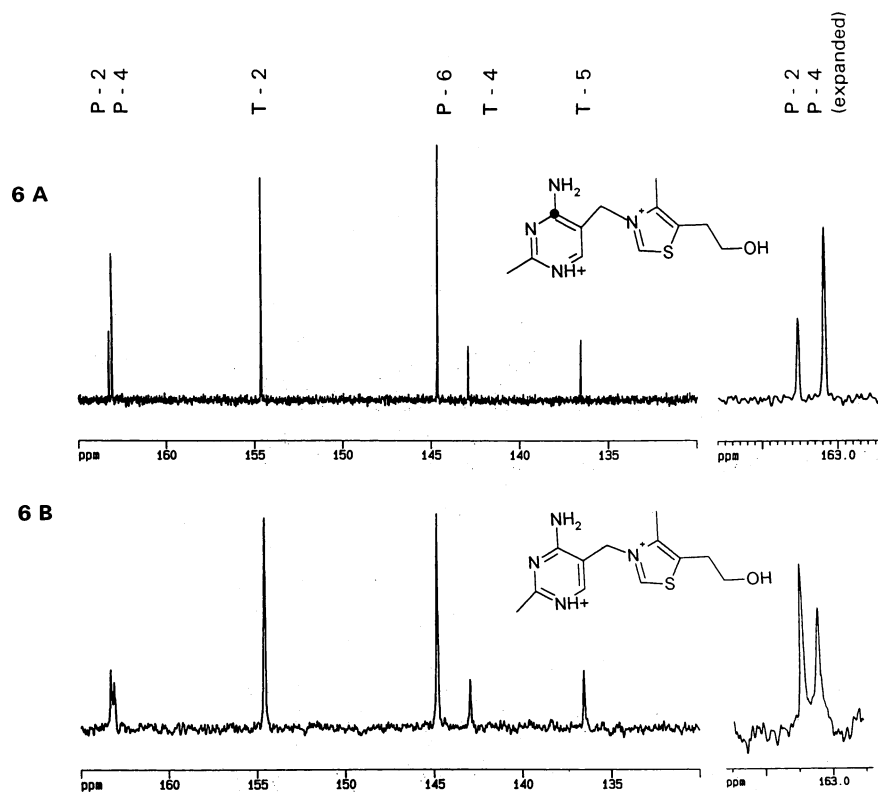 P - 2
P - 4
T - 2
P - 6
T - 4
T - 5
P - 2
P - 4
(expanded)
6 A
NH2
N
N+
S
OH
NH+
ppm 160 155 150 145 140 135
ppm 163.0
6 B
NH2
N
N+
S
OH
NH+
ppm 160 155 150 145 140 135
ppm 163.0